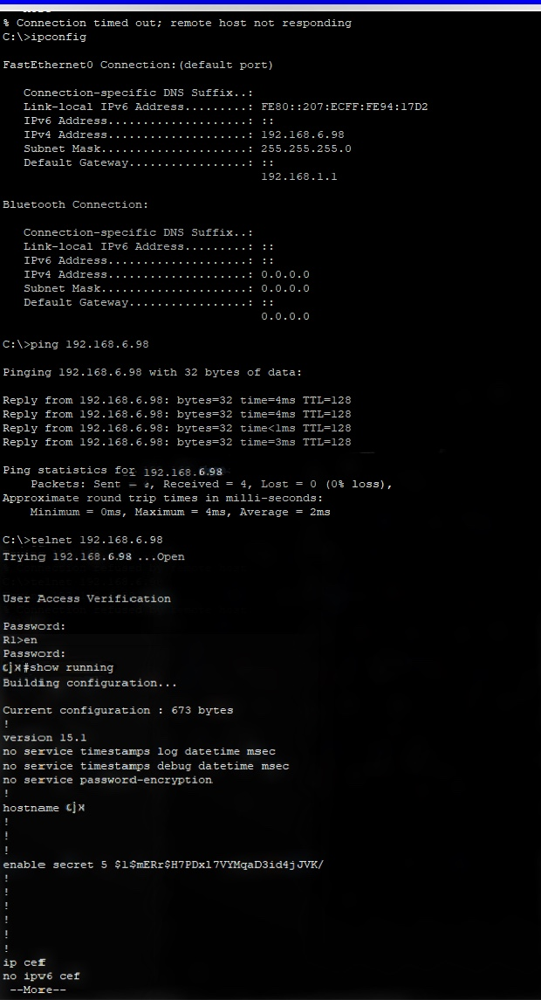 % Connection timed out; remote host not responding
C:\>ipconfig
FastEthernet0 Connection:(default port)
Connection-specific DNS Suffix..:
Link-local IPv6 Address.........: FE80::207:ECFF:FE94:17D2
IPv6 Address....................: ::
IPv4 Address....................: 192.168.6.98
Subnet Mask.....................: 255.255.255.0
Default Gateway.................: ::
192.168.1.1
Bluetooth Connection:
Connection-specific DNS Suffix..:
Link-local IPv6 Address.........: ::
IPv6 Address....................: ::
IPv4 Address....................: 0.0.0.0
Subnet Mask.....................: 0.0.0.0
Default Gateway.................: ::
0.0.0.0
C:\>ping 192.168.6.98
Pinging 192.168.6.98 with 32 bytes of data:
Reply from 192.168.6.98: bytes=32 time=4ms TTL=128
Reply from 192.168.6.98: bytes=32 time=4ms TTL=128
Reply from 192.168.6.98: bytes=32 time<1ms TTL=128
Reply from 192.168.6.98: bytes=32 time=3ms TTL=128
Ping statistics for 192.168.6.98
Packets: Sent = , Received = 4, Lost = 0 (0% loss),
Approximate round trip times in milli-seconds:
Minimum = 0ms, Maximum = 4ms, Average = 2ms
C:\>telnet 192.168.6.98
Trying 192.168.6.98 ...Open
User Access Verification
Password:
R1>en
Password:
cjx#show running
Building configuration...
Current configuration : 673 bytes
!
version 15.1
no service timestamps log datetime msec
no service timestamps debug datetime msec
no service password-encryption
!
hostname cjx
!
!
!
enable secret 5 $1$mERr$H7PDxl7VYMqaD3id4jJVK/
!
!
!
!
!
!
ip cef
no ipv6 cef
--More--